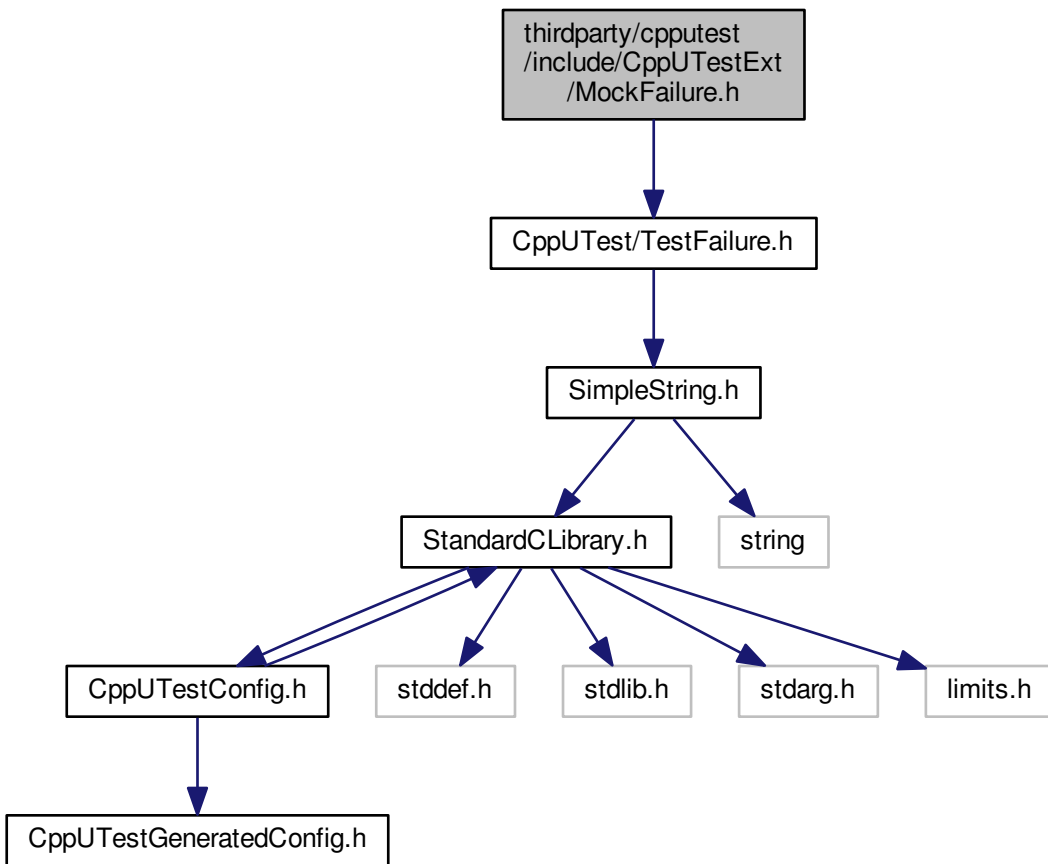 thirdparty/cpputest
/include/CppUTestExt
/MockFailure.h
CppUTest/TestFailure.h
SimpleString.h
StandardCLibrary.h
string
CppUTestConfig.h
stddef.h
stdlib.h
stdarg.h
limits.h
CppUTestGeneratedConfig.h